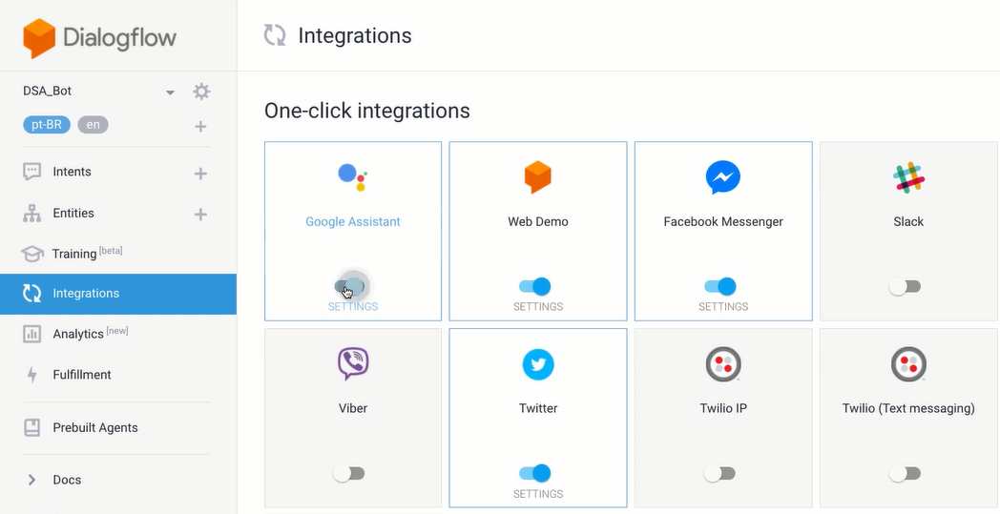 Dialogflow
Integrations
DSA_Bot
pt-BR en
Intents
Entities
Training [beta]
Integrations
Analytics [new]
Fulfillment
Prebuilt Agents
Docs
One-click integrations
Google Assistant
SETTINGS
Web Demo
SETTINGS
Facebook Messenger
SETTINGS
Slack
Viber
Twitter
SETTINGS
Twilio IP
Twilio (Text messaging)